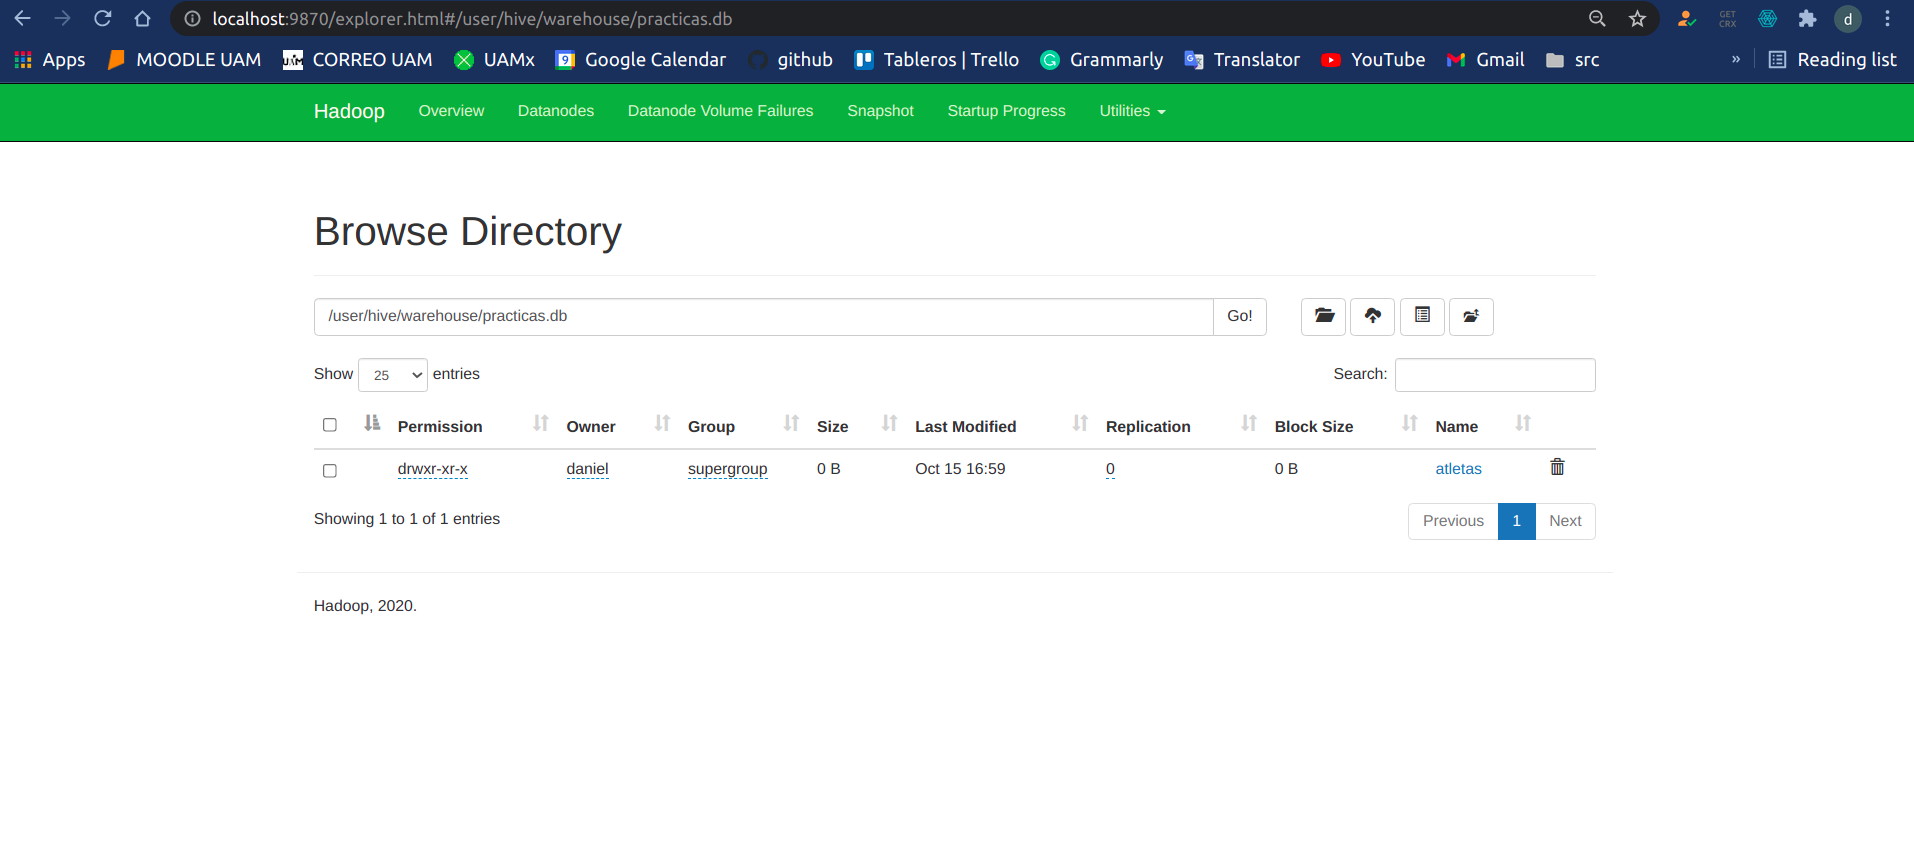 localhost:9870/explorer.html#/user/hive/warehouse/practicas.db GET CRX d
Apps MOODLE UAM UAM CORREO UAM UAMx 9 Google Calendar github Tableros | Trello Grammarly Translator YouTube Gmail src » Reading list
Hadoop Overview Datanodes Datanode Volume Failures Snapshot Startup Progress Utilities
Browse Directory
/user/hive/warehouse/practicas.db Go!
Show 25 entries Search:
Permission Owner Group Size Last Modified Replication Block Size Name
drwxr-xr-x daniel supergroup 0 B Oct 15 16:59 0 0 B atletas
Showing 1 to 1 of 1 entries Previous 1 Next
Hadoop, 2020.